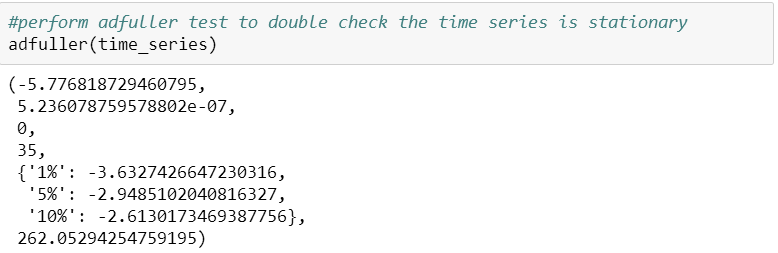 #perform adfuller test to double check the time series is stationary
adfuller(time_series)
(-5.776818729460795,
5.236078759578802e-07,
0,
35,
{'1%': -3.6327426647230316,
'5%': -2.9485102040816327,
'10%': -2.6130173469387756},
262.05294254759195)